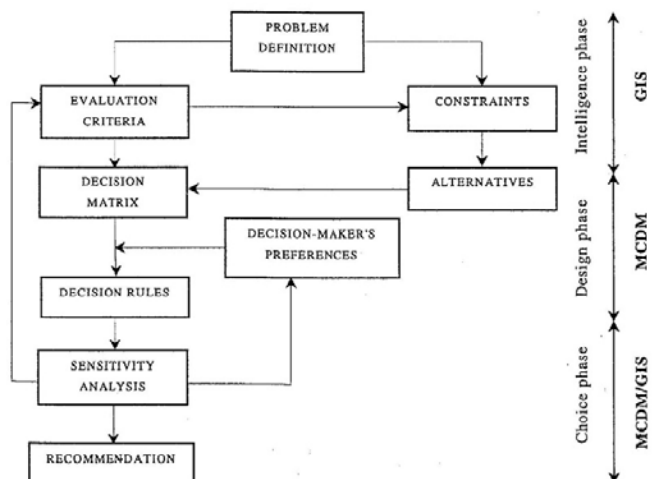 PROBLEM
DEFINITION
EVALUATION
CRITERIA
CONSTRAINTS
DECISION
MATRIX
ALTERNATIVES
DECISION-MAKER'S
PREFERENCES
DECISION RULES
SENSITIVITY
ANALYSIS
RECOMMENDATION
Intelligence phase
GIS
Design phase
MCDM
Choice phase
MCDM/GIS